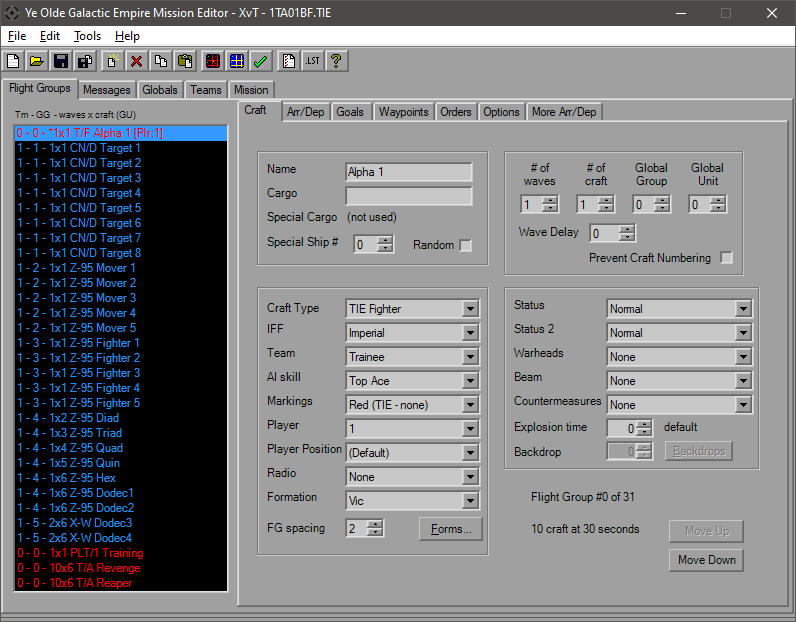 Ye Olde Galactic Empire Mission Editor - XvT - 1TA01BF.TIE
File Edit Tools Help
.LST ?
Flight Groups Messages Globals Teams Mission
Tm - GG - waves x craft (GU)
0 - 0 - *1x1 T/F Alpha 1 [Plr:1]
1 - 1 - 1x1 CN/D Target 1
1 - 1 - 1x1 CN/D Target 2
1 - 1 - 1x1 CN/D Target 3
1 - 1 - 1x1 CN/D Target 4
1 - 1 - 1x1 CN/D Target 5
1 - 1 - 1x1 CN/D Target 6
1 - 1 - 1x1 CN/D Target 7
1 - 1 - 1x1 CN/D Target 8
1 - 2 - 1x1 Z-95 Mover 1
1 - 2 - 1x1 Z-95 Mover 2
1 - 2 - 1x1 Z-95 Mover 3
1 - 2 - 1x1 Z-95 Mover 4
1 - 2 - 1x1 Z-95 Mover 5
1 - 3 - 1x1 Z-95 Fighter 1
1 - 3 - 1x1 Z-95 Fighter 2
1 - 3 - 1x1 Z-95 Fighter 3
1 - 3 - 1x1 Z-95 Fighter 4
1 - 3 - 1x1 Z-95 Fighter 5
1 - 4 - 1x2 Z-95 Diad
1 - 4 - 1x3 Z-95 Triad
1 - 4 - 1x4 Z-95 Quad
1 - 4 - 1x5 Z-95 Quin
1 - 4 - 1x6 Z-95 Hex
1 - 4 - 1x6 Z-95 Dodec1
1 - 4 - 1x6 Z-95 Dodec2
1 - 5 - 2x6 X-W Dodec3
1 - 5 - 2x6 X-W Dodec4
0 - 0 - 1x1 PLT/1 Training
0 - 0 - 10x6 T/A Revenge
0 - 0 - 10x6 T/A Reaper
Craft Arr/Dep Goals Waypoints Orders Options More Arr/Dep
Name Alpha 1
Cargo
Special Cargo (not used)
Special Ship # 0 Random
# of waves # of craft Global Group Global Unit
1 1 0 0
Wave Delay 0
Prevent Craft Numbering
Craft Type TIE Fighter
IFF Imperial
Team Trainee
AI skill Top Ace
Markings Red (TIE - none)
Player 1
Player Position (Default)
Radio None
Formation Vic
FG spacing 2 Forms...
Status Normal
Status 2 Normal
Warheads None
Beam None
Countermeasures None
Explosion time 0 default
Backdrop 0 Backdrops
Flight Group #0 of 31
10 craft at 30 seconds
Move Up
Move Down